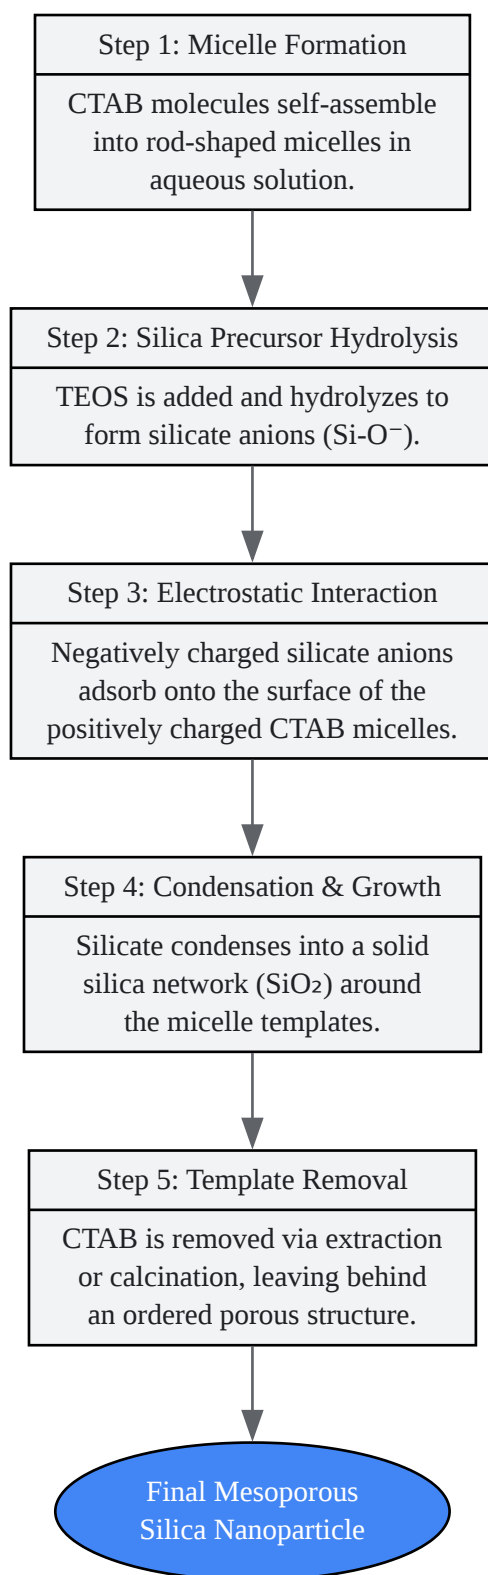 Step 1: Micelle Formation
CTAB molecules self-assemble
into rod-shaped micelles in
aqueous solution.
Step 2: Silica Precursor Hydrolysis
TEOS is added and hydrolyzes to
form silicate anions (Si-O⁻).
Step 3: Electrostatic Interaction
Negatively charged silicate anions
adsorb onto the surface of the
positively charged CTAB micelles.
Step 4: Condensation & Growth
Silicate condenses into a solid
silica network (SiO₂) around
the micelle templates.
Step 5: Template Removal
CTAB is removed via extraction
or calcination, leaving behind
an ordered porous structure.
Final Mesoporous
Silica Nanoparticle